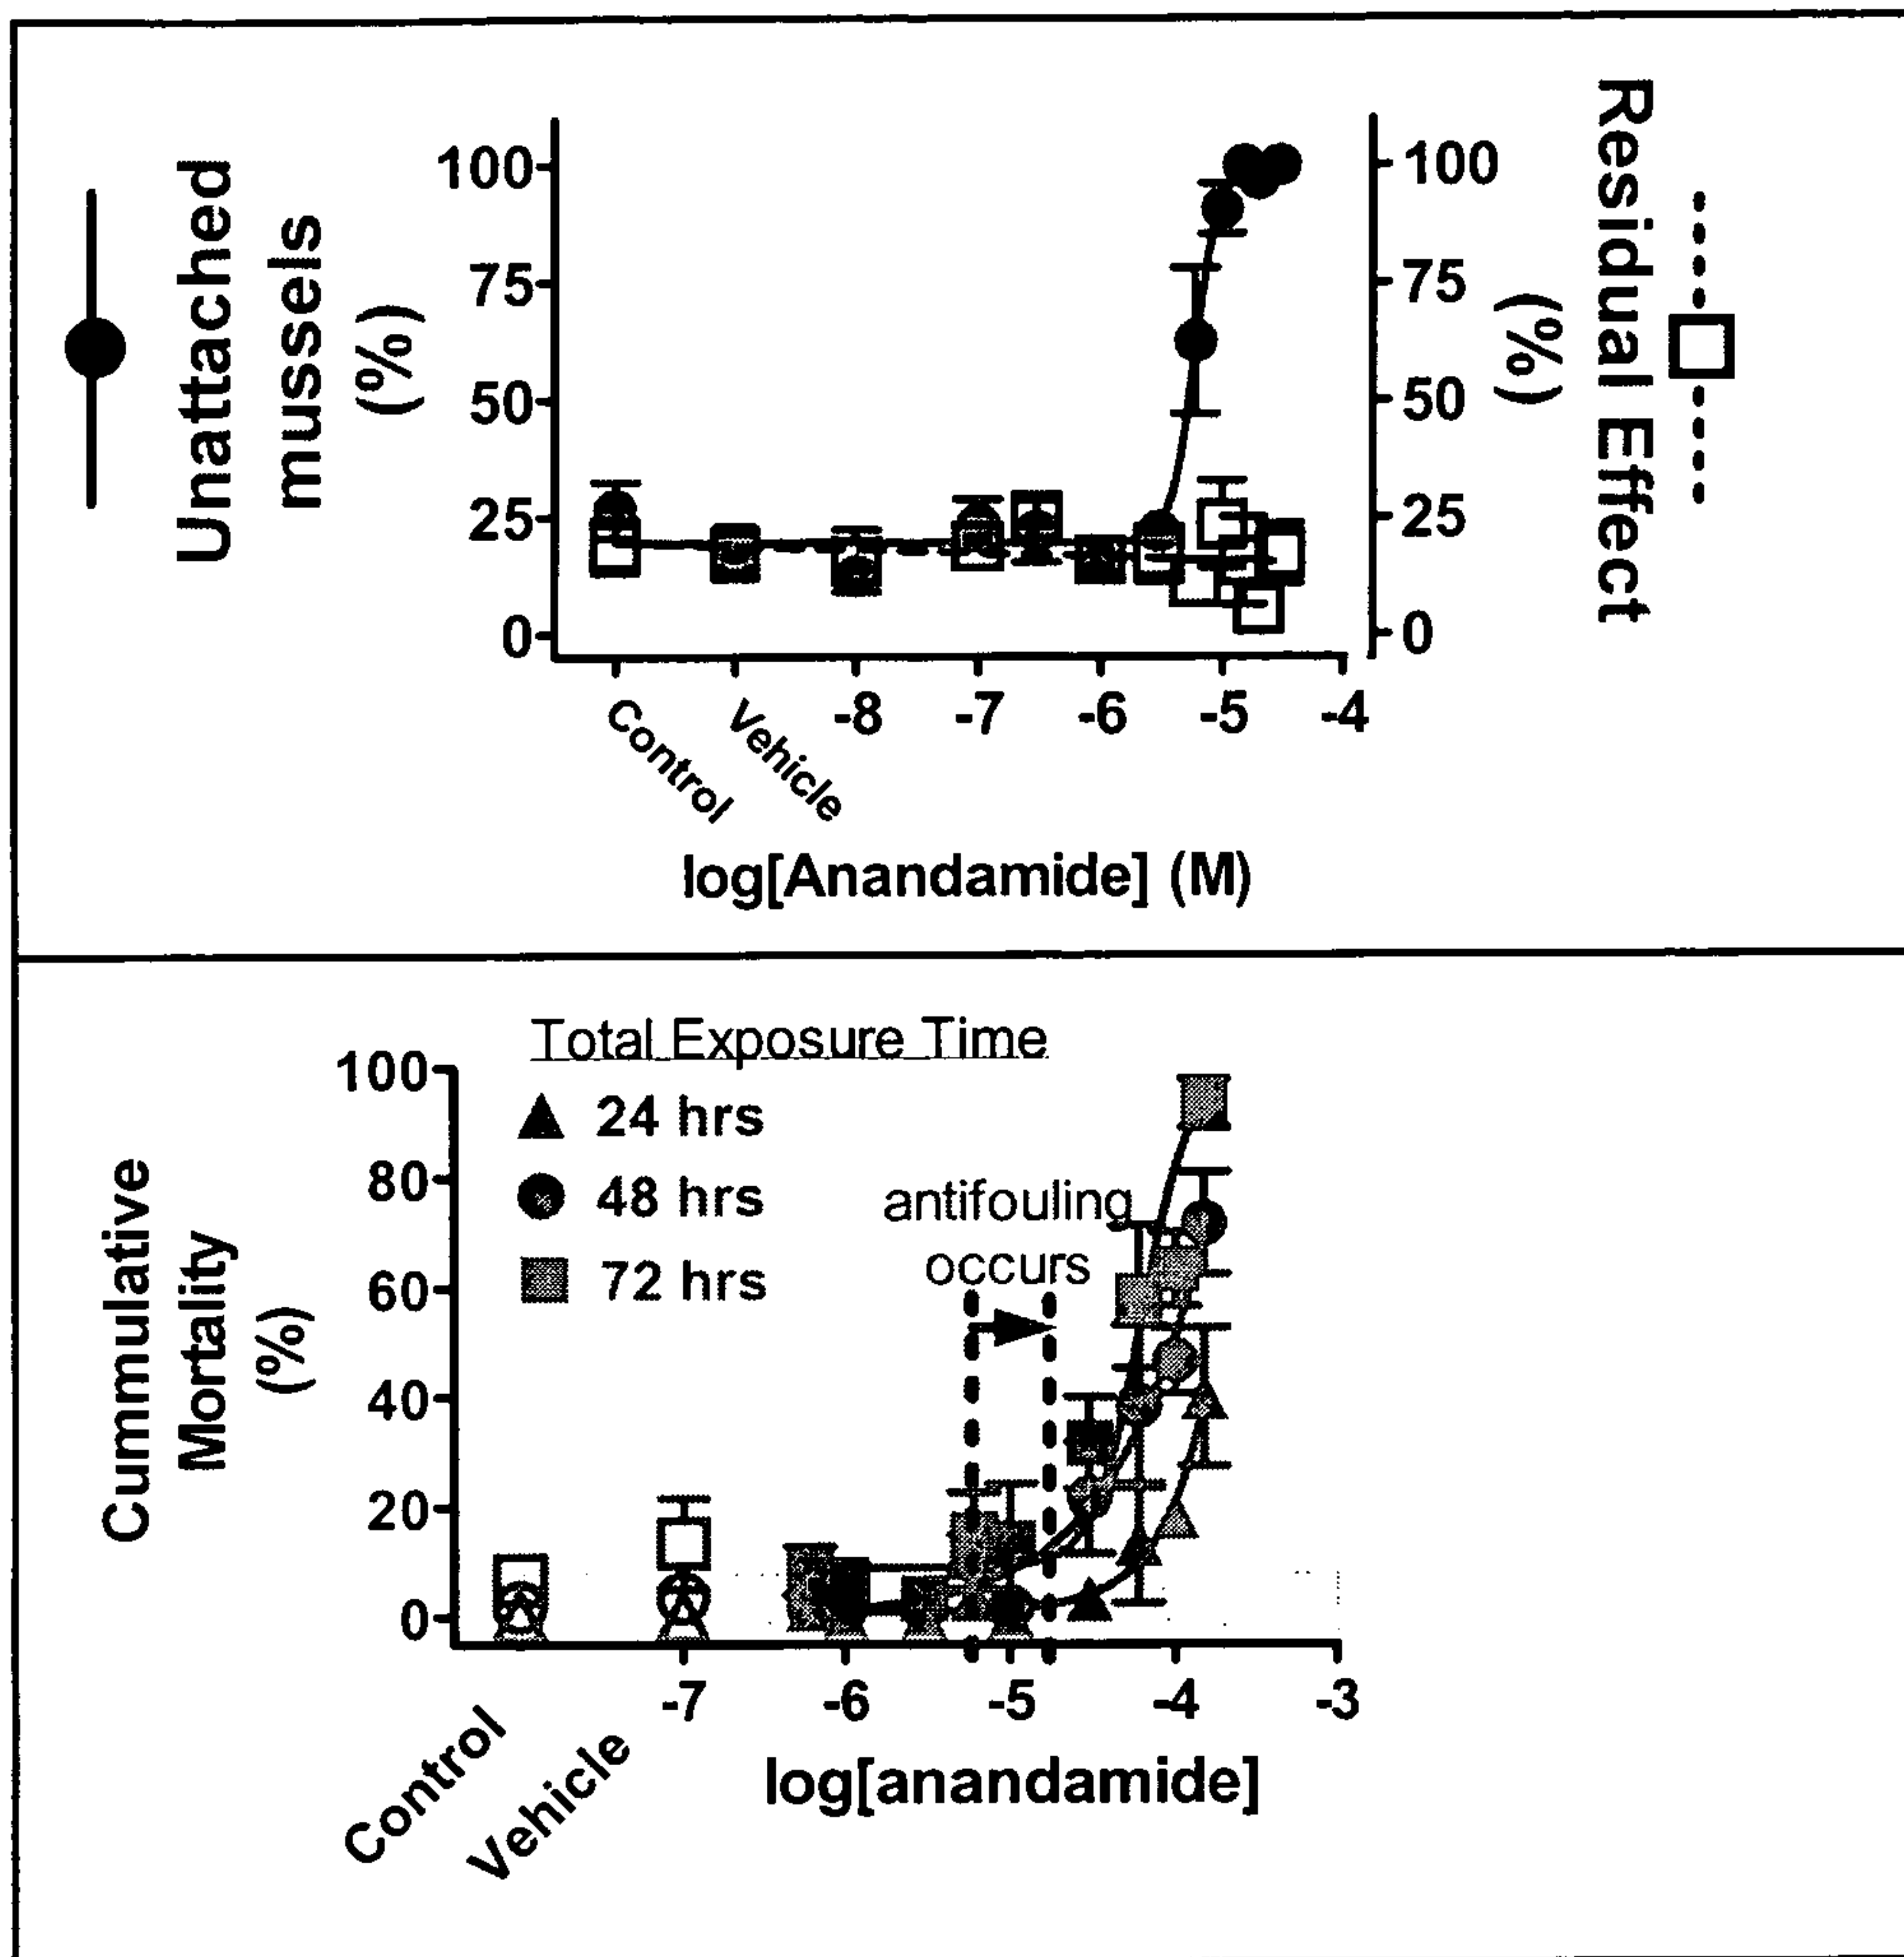 Unattached
mussels
(%)
100
75
50
25
0
100
75
50
25
0
Residual Effect
(%)
Control
Vehicle
-8
-7
-6
-5
-4
log[Anandamide] (M)
Total Exposure Time
24 hrs
48 hrs
72 hrs
antifouling
occurs
Cummulative
Mortality
(%)
100
80
60
40
20
0
Control
Vehicle
-7
-6
-5
-4
-3
log[anandamide]